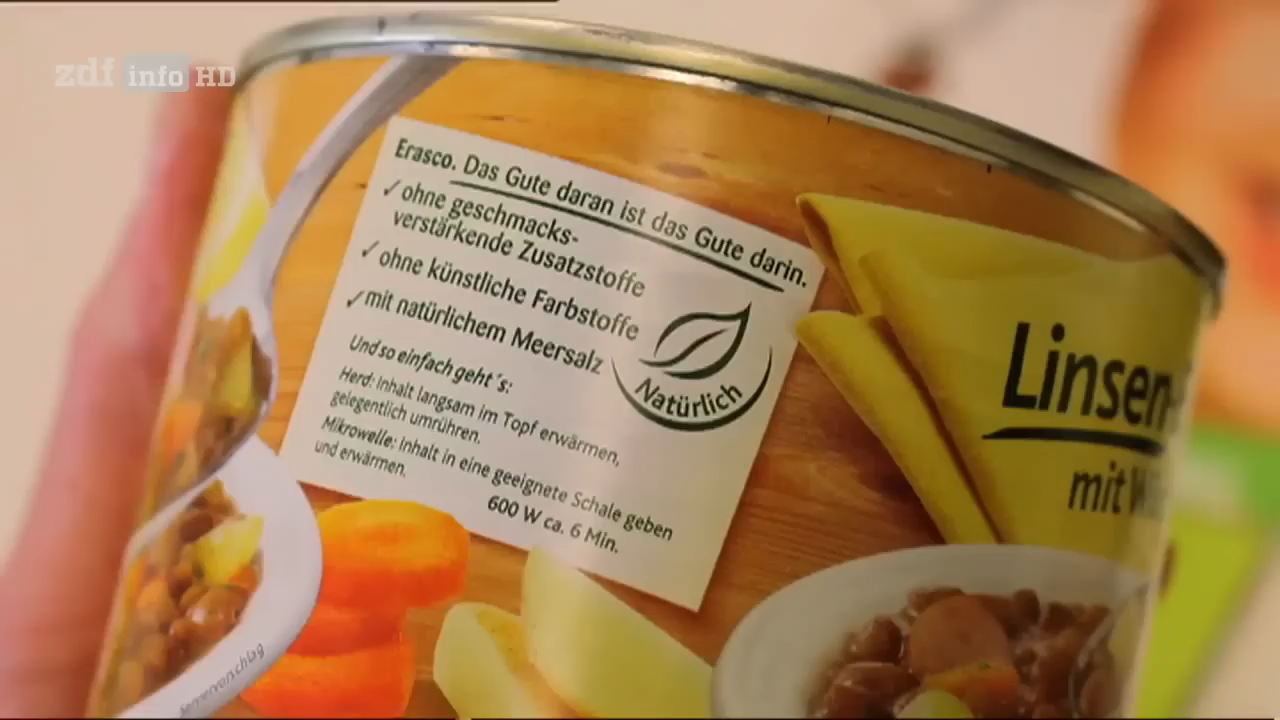 zdf info HD
Erasco. Das Gute daran ist das Gute darin.
✓ ohne geschmacks-
verstärkende Zusatzstoffe
✓ ohne künstliche Farbstoffe
✓ mit natürlichem Meersalz
Natürlich
Und so einfach geht´s:
Herd: Inhalt langsam im Topf erwärmen,
gelegentlich umrühren.
Mikrowelle: Inhalt in eine geeignete Schale geben
und erwärmen.
600 W ca. 6 Min.
Linsen-
mit
Serviervorschlag